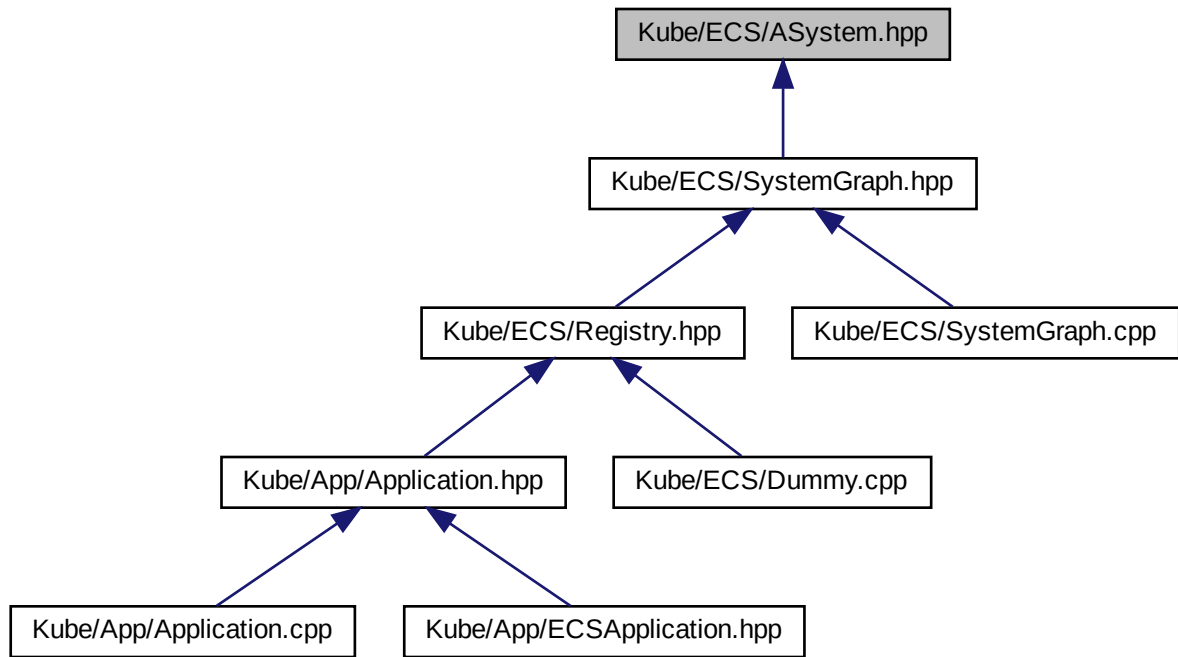 Kube/ECS/ASystem.hpp
Kube/ECS/SystemGraph.hpp
Kube/ECS/Registry.hpp
Kube/ECS/SystemGraph.cpp
Kube/App/Application.hpp
Kube/ECS/Dummy.cpp
Kube/App/Application.cpp
Kube/App/ECSApplication.hpp